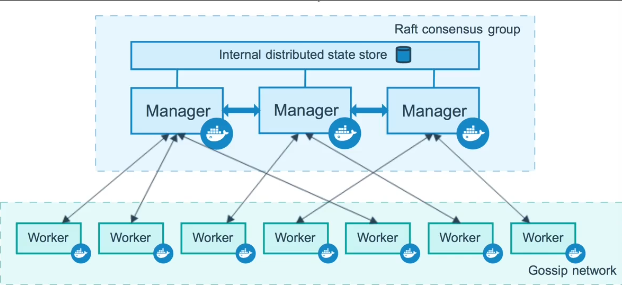 Raft consensus group
Internal distributed state store
Manager
Manager
Manager
Worker
Worker
Worker
Worker
Worker
Worker
Worker
Gossip network